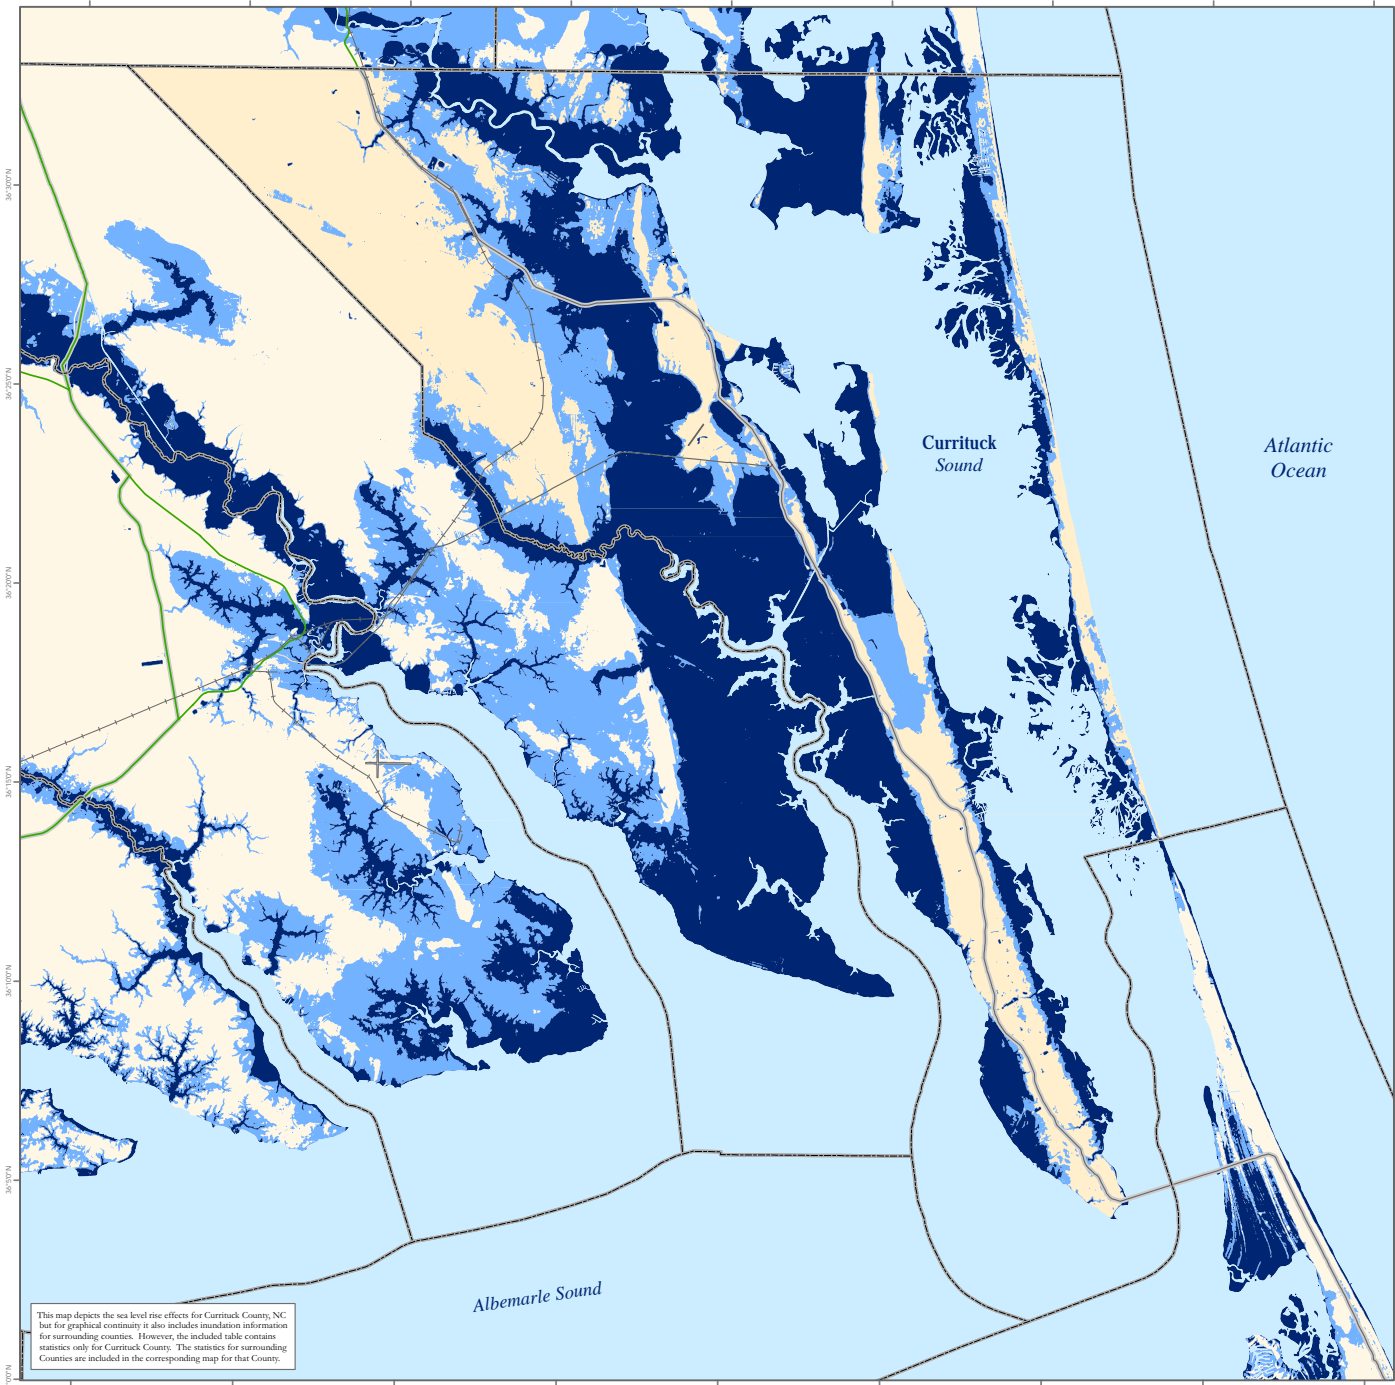 36°30'0"N
36°25'0"N
Currituck
Sound
Atlantic
Ocean
36°20'0"N
36°15'0"N
36°10'0"N
36°5'0"N
Albemarle Sound
This map depicts the sea level rise effects for Currituck County, NC
but for graphical continuity it also includes inundation information
for surrounding counties. However, the included table contains
statistics only for Currituck County. The statistics for surrounding
Counties are included in the corresponding map for that County.